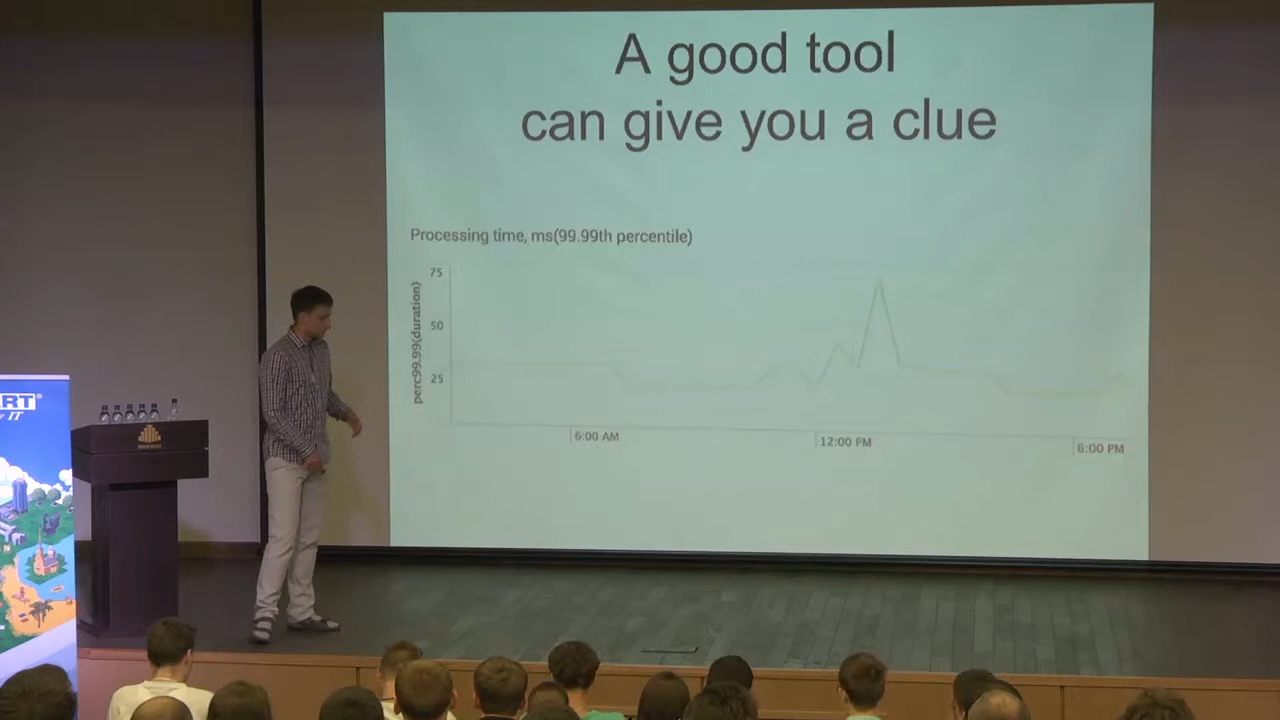 A good tool
can give you a clue
Processing time, ms(99.99th percentile)
perc99.99(duration)
75
50
25
6:00 AM
12:00 PM
6:00 PM
ART®
IT